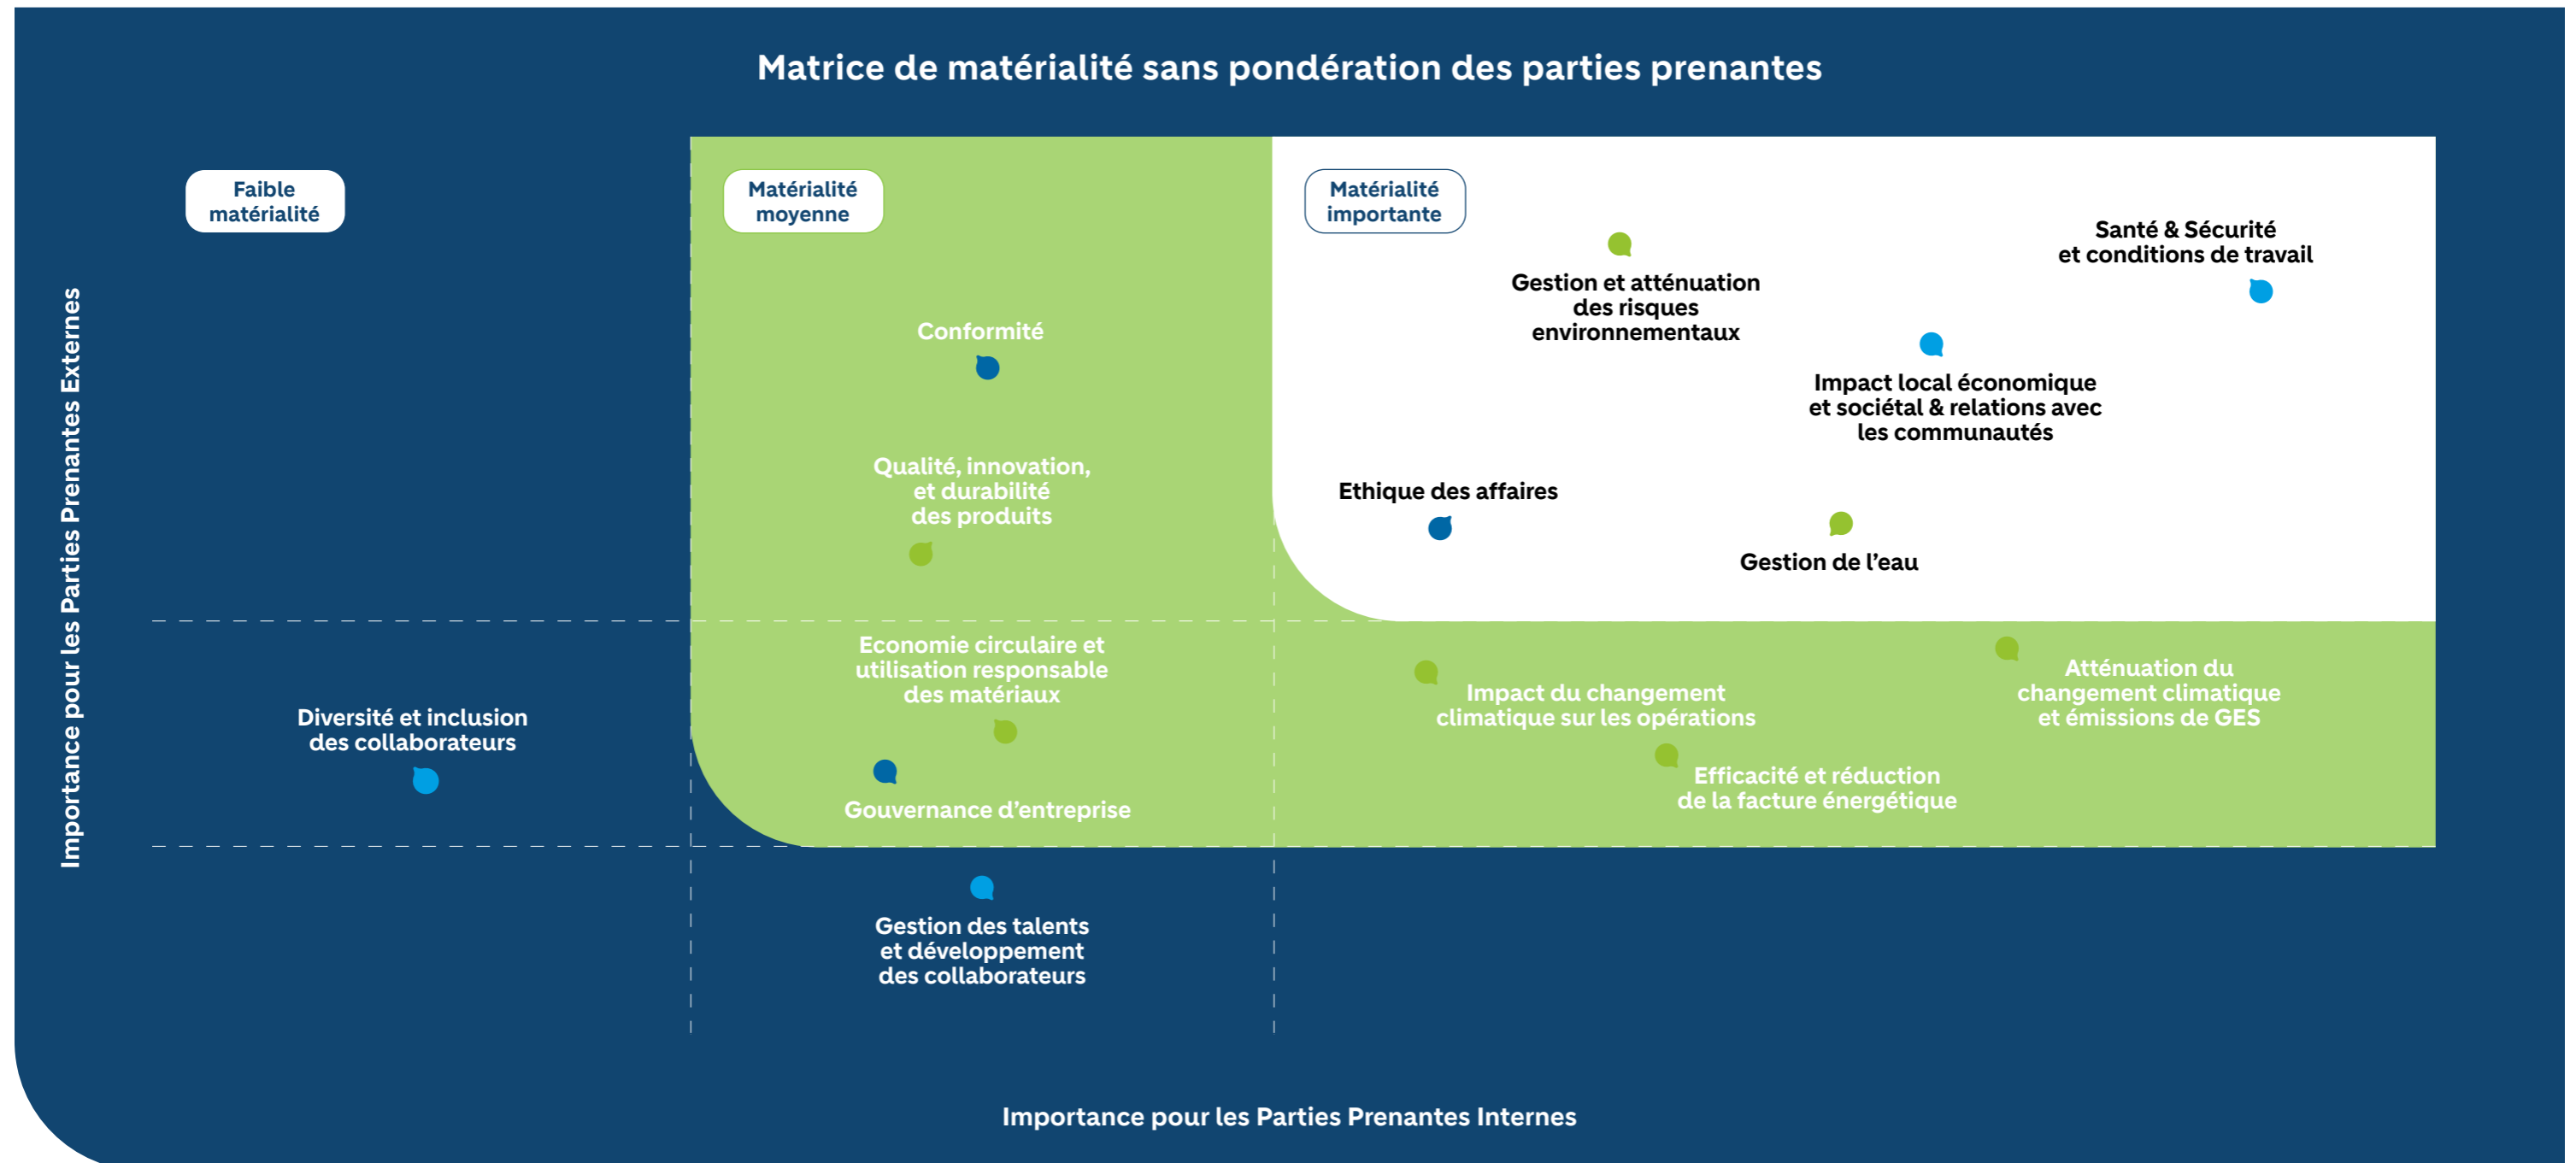 Matrice de matérialité sans pondération des parties prenantes
Importance pour les Parties Prenantes Externes
Faible
matérialité
Matérialité
moyenne
Matérialité
importante
Santé & Sécurité
et conditions de travail
Gestion et atténuation
des risques
environnementaux
Conformité
Impact local économique
et sociétal & relations avec
les communautés
Qualité, innovation,
et durabilité
des produits
Ethique des affaires
Gestion de l’eau
Economie circulaire et
utilisation responsable
des matériaux
Impact du changement
climatique sur les opérations
Atténuation du
changement climatique
et émissions de GES
Diversité et inclusion
des collaborateurs
Efficacité et réduction
de la facture énergétique
Gouvernance d’entreprise
Gestion des talents
et développement
des collaborateurs
Importance pour les Parties Prenantes Internes